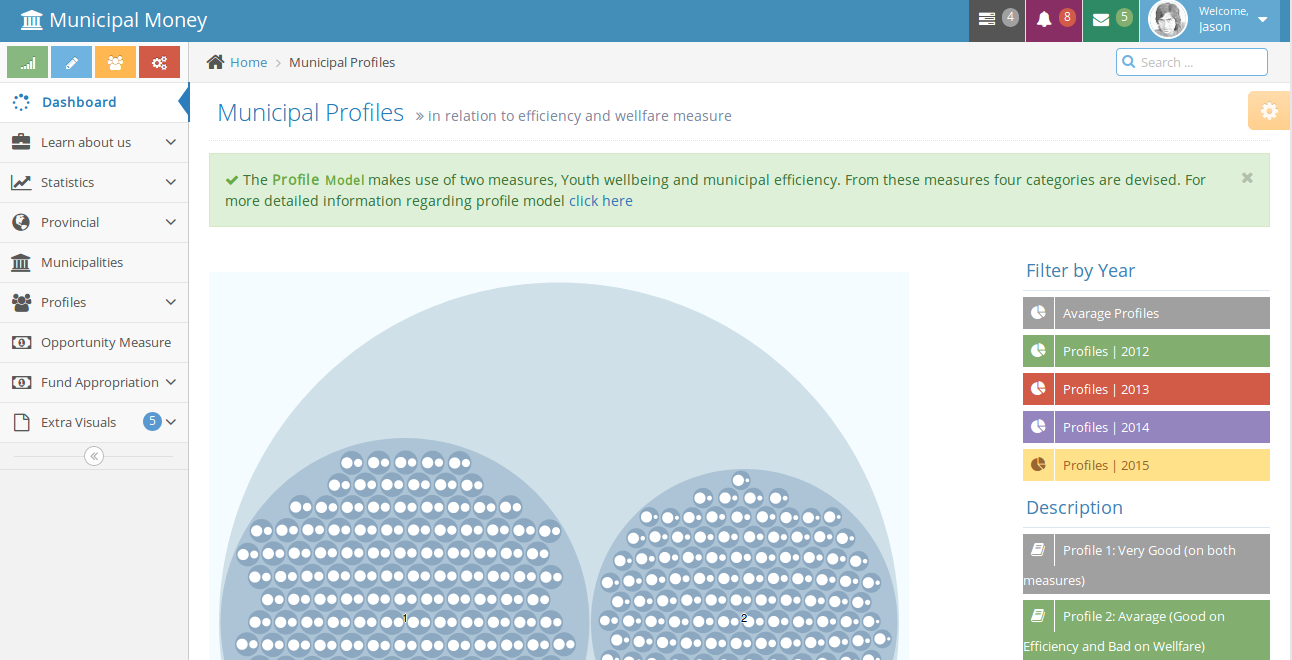 Municipal Money
4
8
5
Welcome,
Jason
Home > Municipal Profiles
Search ...
Dashboard
Learn about us
Statistics
Provincial
Municipalities
Profiles
Opportunity Measure
Fund Appropriation
Extra Visuals 5
Municipal Profiles » in relation to efficiency and wellfare measure
The Profile Model makes use of two measures, Youth wellbeing and municipal efficiency. From these measures four categories are devised. For
more detailed information regarding profile model click here
1
2
Filter by Year
Avarage Profiles
Profiles | 2012
Profiles | 2013
Profiles | 2014
Profiles | 2015
Description
Profile 1: Very Good (on both
measures)
Profile 2: Avarage (Good on
Efficiency and Bad on Wellfare)